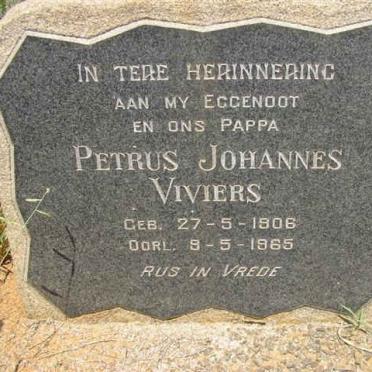 IN TERE HERINNERING
AAN MY EGGENOOT
EN ONS PAPPA
PETRUS JOHANNES
VIVIERS
GEB. 27-5-1906
OORL. 9-5-1965
RUS IN VREDE